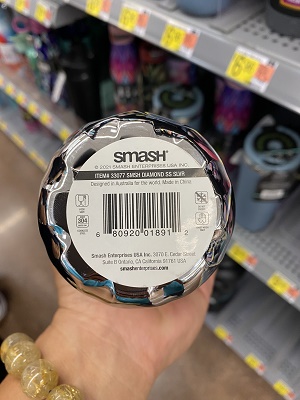 smash®
© 2021 SMASH ENTERPRISES USA INC.
ITEM# 33077 SMSH DIAMOND SS SLVR
Designed in Australia for the world. Made in China
304
6 80920 01891 2
Smash Enterprises USA Inc. 3970 E. Cedar Street
Suite B Ontario, CA California 91761 USA
smashenterprises.com